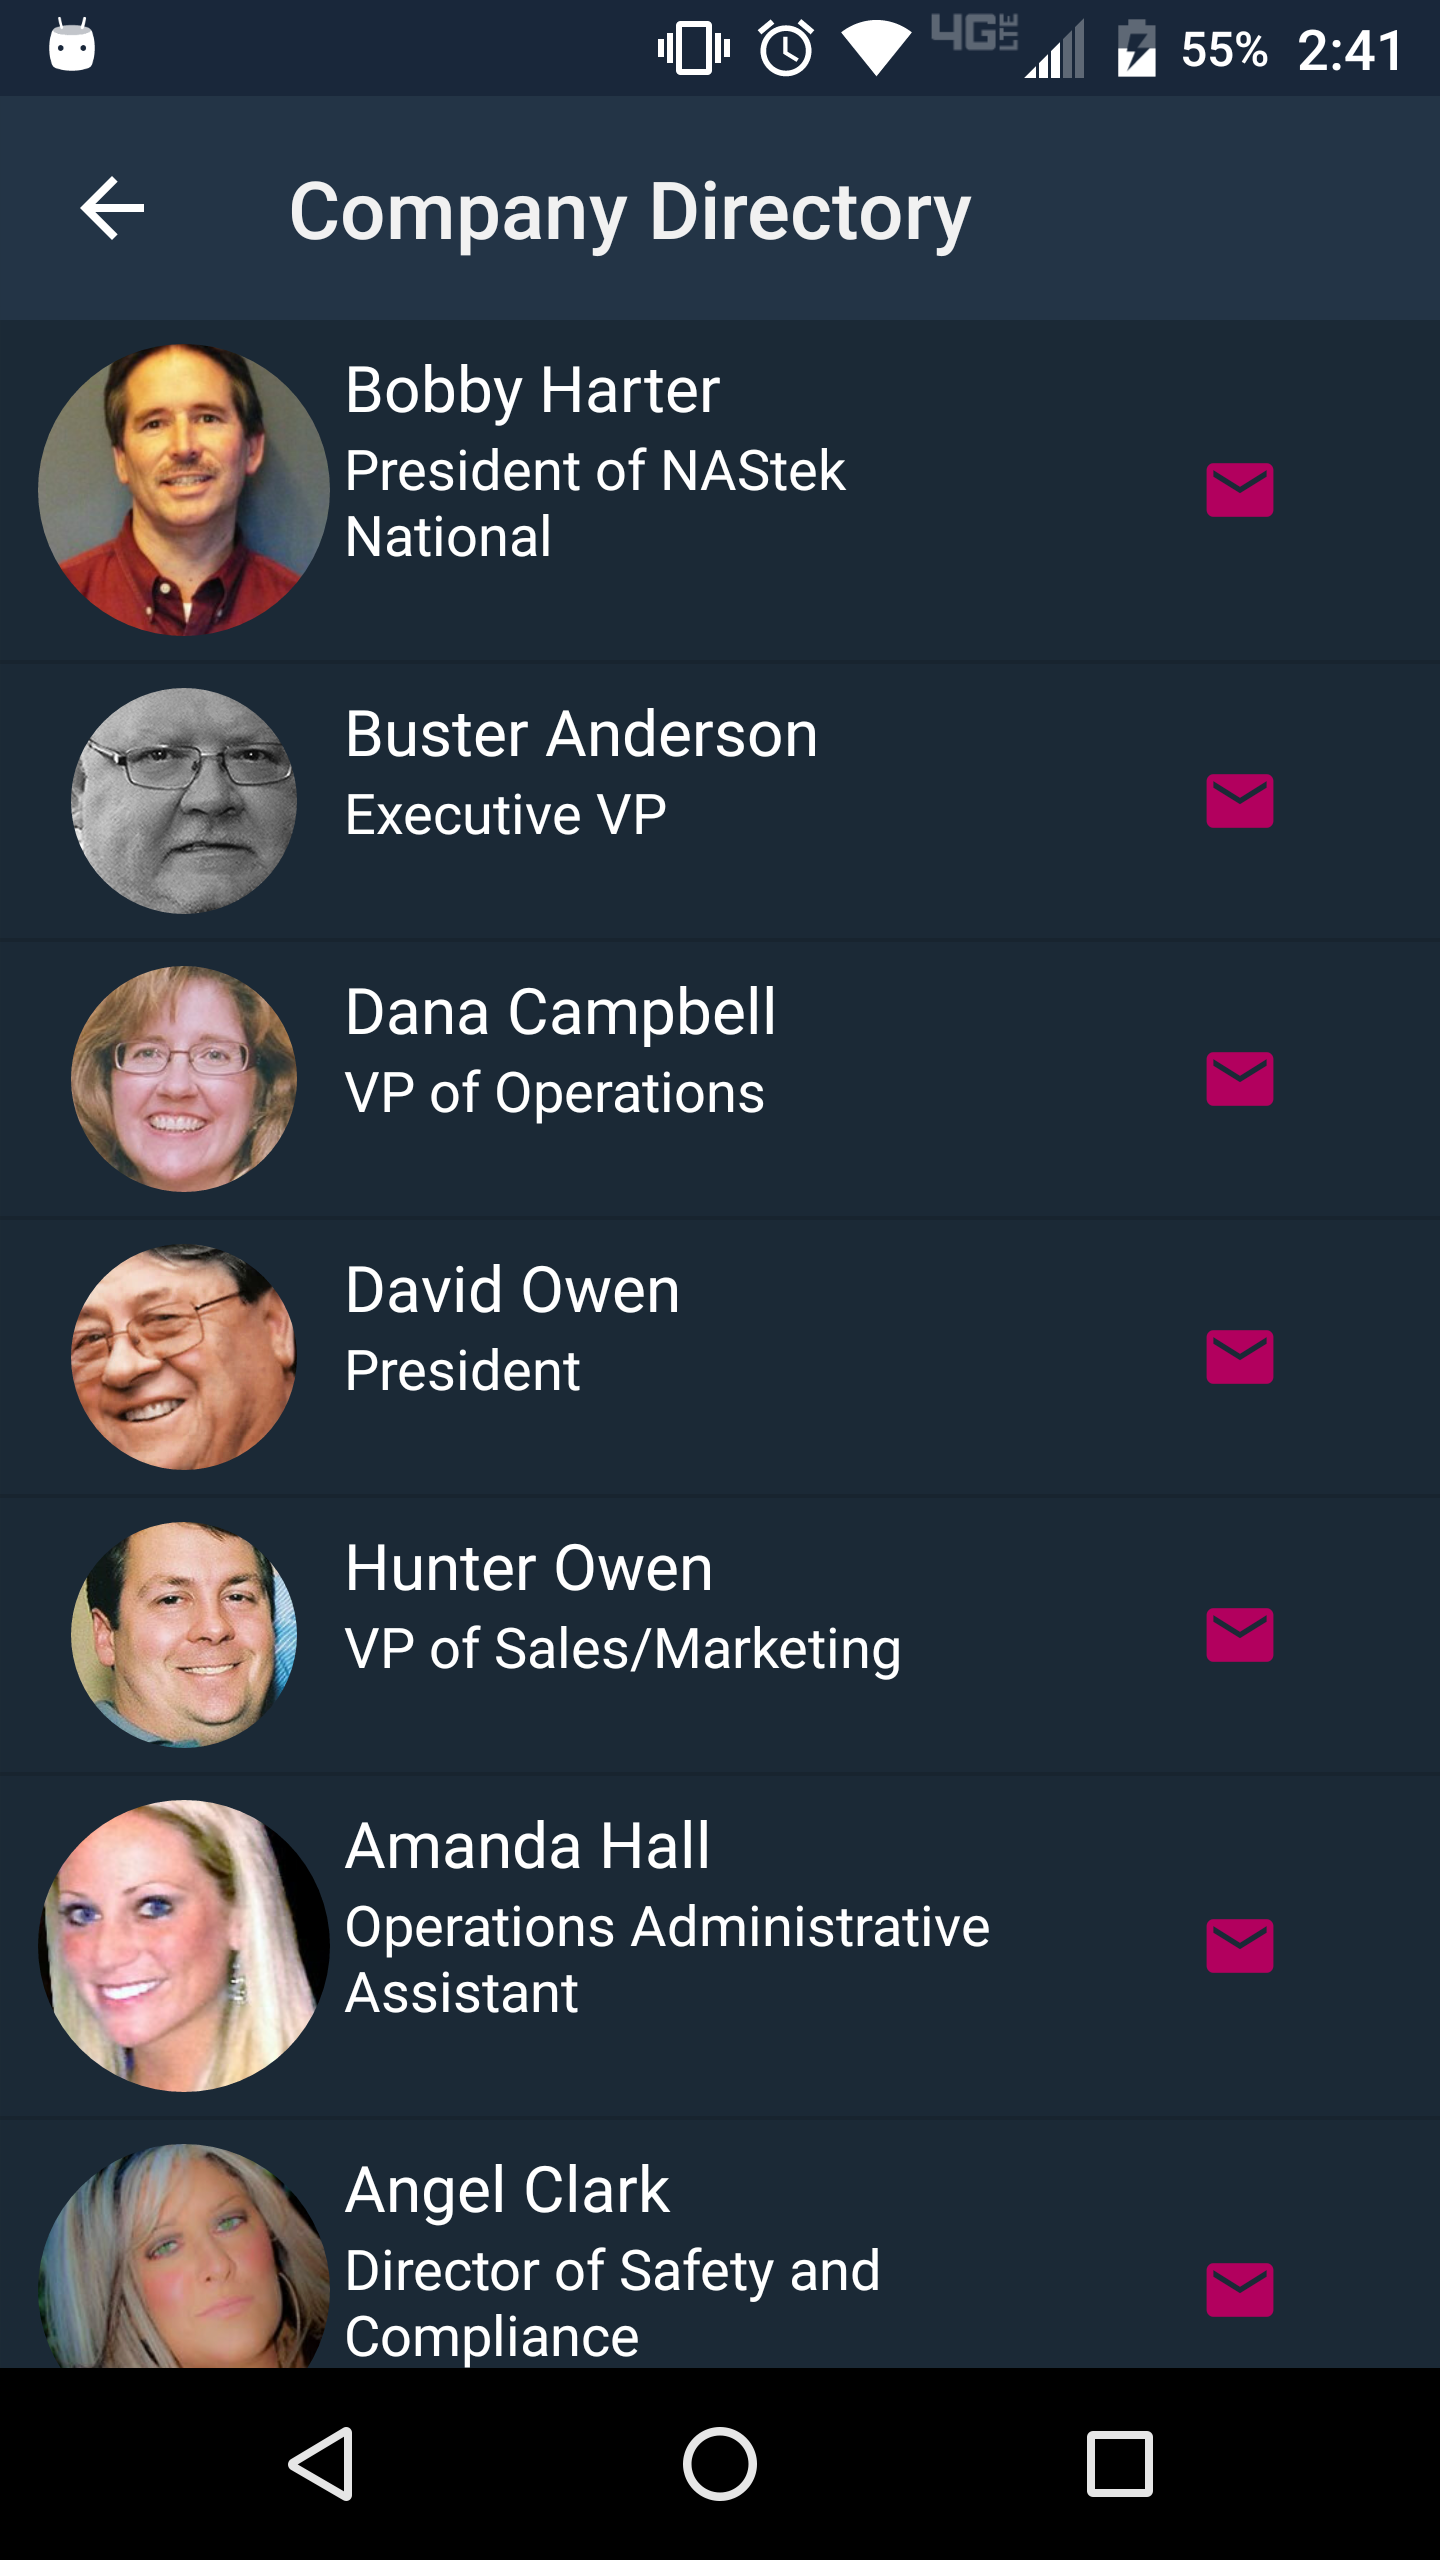 4G LTE 55% 2:41
Company Directory
Bobby Harter
President of NAStek
National
Buster Anderson
Executive VP
Dana Campbell
VP of Operations
David Owen
President
Hunter Owen
VP of Sales/Marketing
Amanda Hall
Operations Administrative
Assistant
Angel Clark
Director of Safety and
Compliance